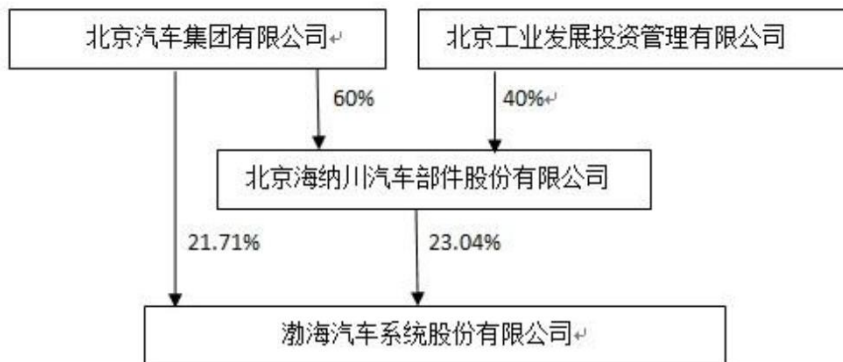 北京汽车集团有限公司↵
北京工业发展投资管理有限公司
60%
40%↵
北京海纳川汽车部件股份有限公司
21.71%
23.04%
渤海汽车系统股份有限公司↵